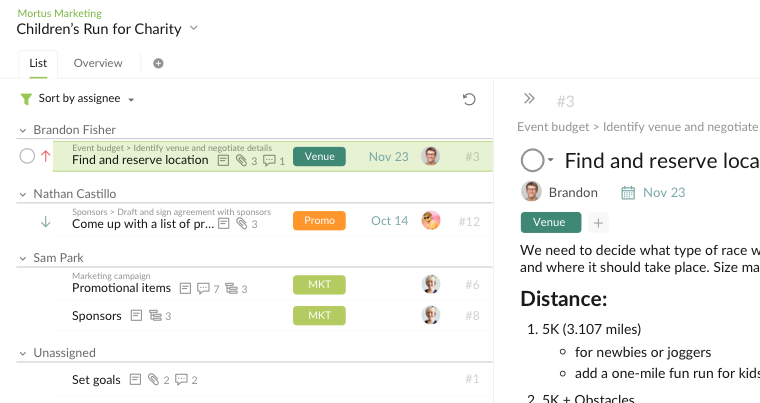 Mortus Marketing
Children's Run for Charity
List Overview
Sort by assignee
#3
Event budget > Identify venue and negotiate
Find and reserve loca
Brandon Nov 23
Venue +
We need to decide what type of race w
and where it should take place. Size ma
Distance:
1. 5K (3.107 miles)
for newbies or joggers
add a one-mile fun run for kids
2. 5K + Obstacles
Brandon Fisher
Event budget > Identify venue and negotiate details
Find and reserve location 3 1 Venue Nov 23 #3
Nathan Castillo
Sponsors > Draft and sign agreement with sponsors
Come up with a list of pr... 3 Promo Oct 14 #12
Sam Park
Marketing campaign
Promotional items 7 3 MKT #6
Sponsors 3 MKT #8
Unassigned
Set goals 2 2 #1